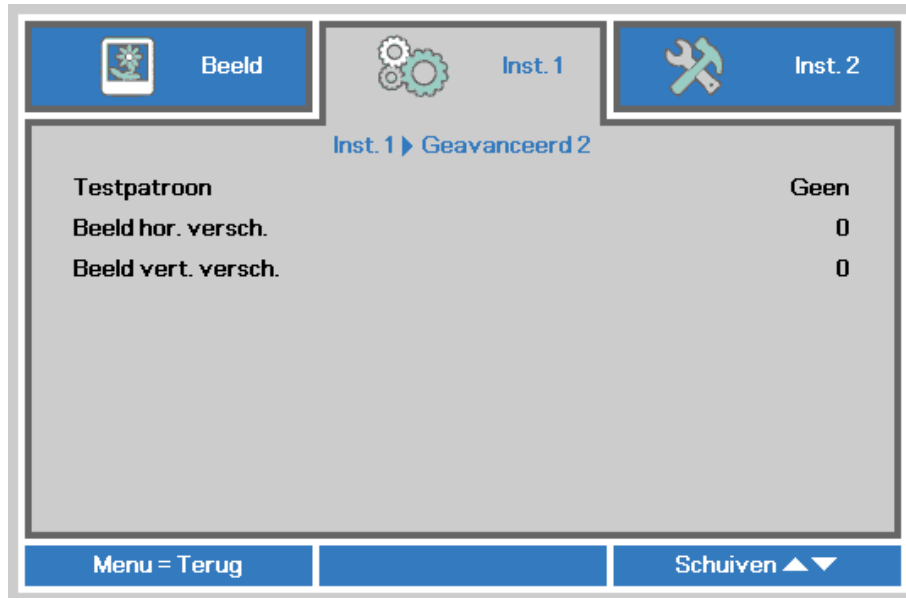 Beeld
Inst. 1
Inst. 2
Inst. 1 ▶ Geavanceerd 2
Testpatroon Geen
Beeld hor. versch. 0
Beeld vert. versch. 0
Menu = Terug
Schuiven ▲▼